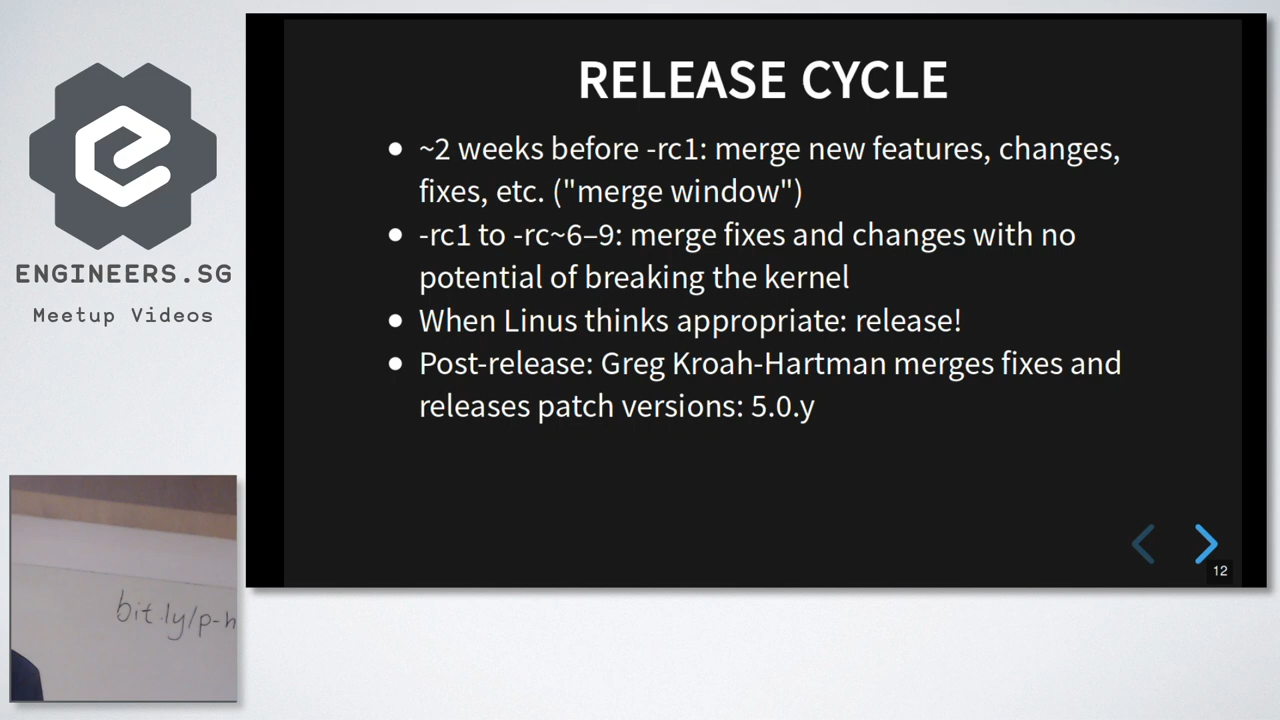 ENGINEERS.SG
Meetup Videos
RELEASE CYCLE
• ~2 weeks before -rc1: merge new features, changes,
fixes, etc. ("merge window")
• -rc1 to -rc~6–9: merge fixes and changes with no
potential of breaking the kernel
• When Linus thinks appropriate: release!
• Post-release: Greg Kroah-Hartman merges fixes and
releases patch versions: 5.0.y
12
bit.ly/p-h